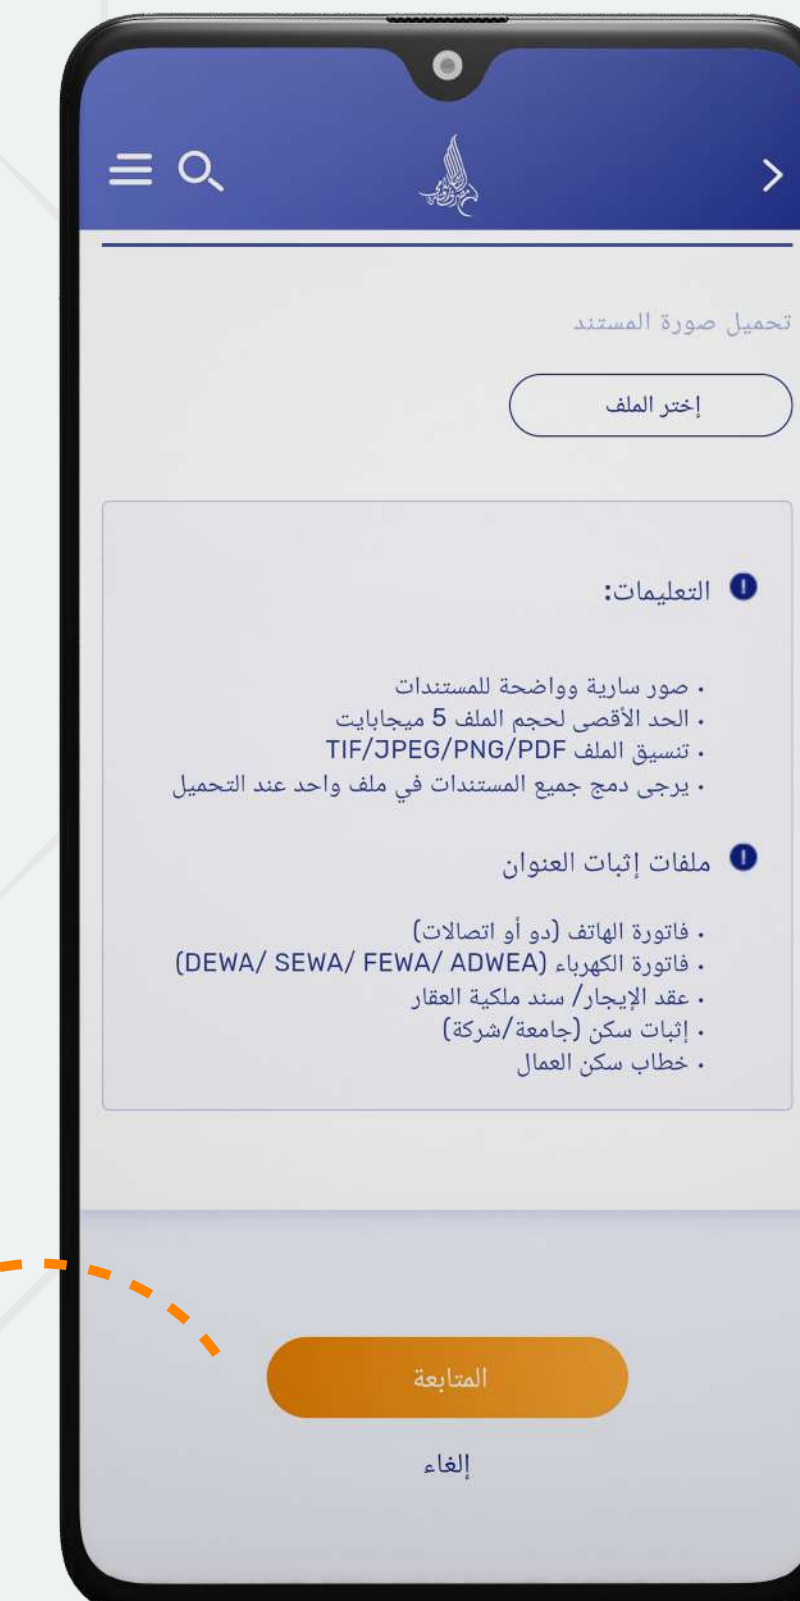 تحميل صورة المستند
إختر الملف
التعليمات:
• صور سارية وواضحة للمستندات
• الحد الأقصى لحجم الملف 5 ميجابايت
• تنسيق الملف TIF/JPEG/PNG/PDF
• يرجى دمج جميع المستندات في ملف واحد عند التحميل
ملفات إثبات العنوان
• فاتورة الهاتف (دو أو اتصالات)
• فاتورة الكهرباء (DEWA/ SEWA/ FEWA/ ADWEA)
• عقد الإيجار/ سند ملكية العقار
• إثبات سكن (جامعة/شركة)
• خطاب سكن العمال
المتابعة
إلغاء